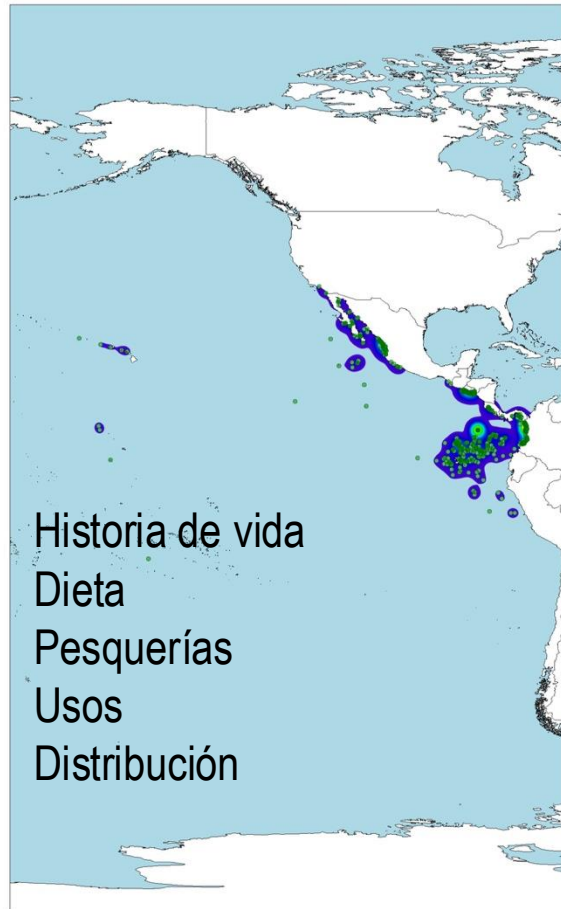 Historia de vida
Dieta
Pesquerías
Usos
Distribución